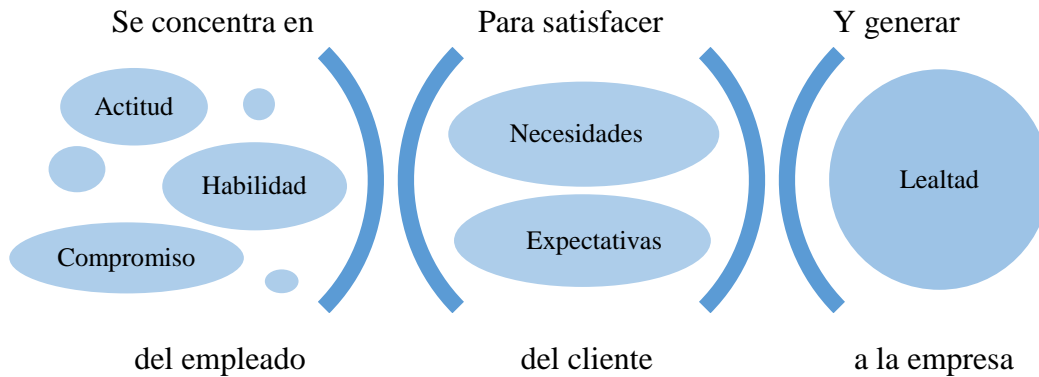 Se concentra en
Para satisfacer
Y generar
Actitud
Habilidad
Compromiso
Necesidades
Expectativas
Lealtad
del empleado
del cliente
a la empresa